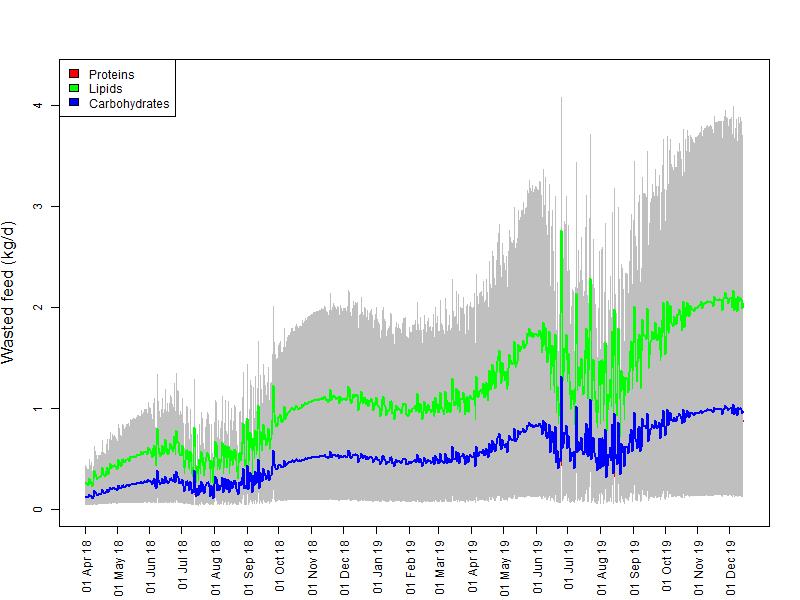 Proteins
Lipids
Carbohydrates
Wasted feed (kg/d)
4
3
2
1
0
01 Apr 18
01 May 18
01 Jun 18
01 Jul 18
01 Aug 18
01 Sep 18
01 Oct 18
01 Nov 18
01 Dec 18
01 Jan 19
01 Feb 19
01 Mar 19
01 Apr 19
01 May 19
01 Jun 19
01 Jul 19
01 Aug 19
01 Sep 19
01 Oct 19
01 Nov 19
01 Dec 19